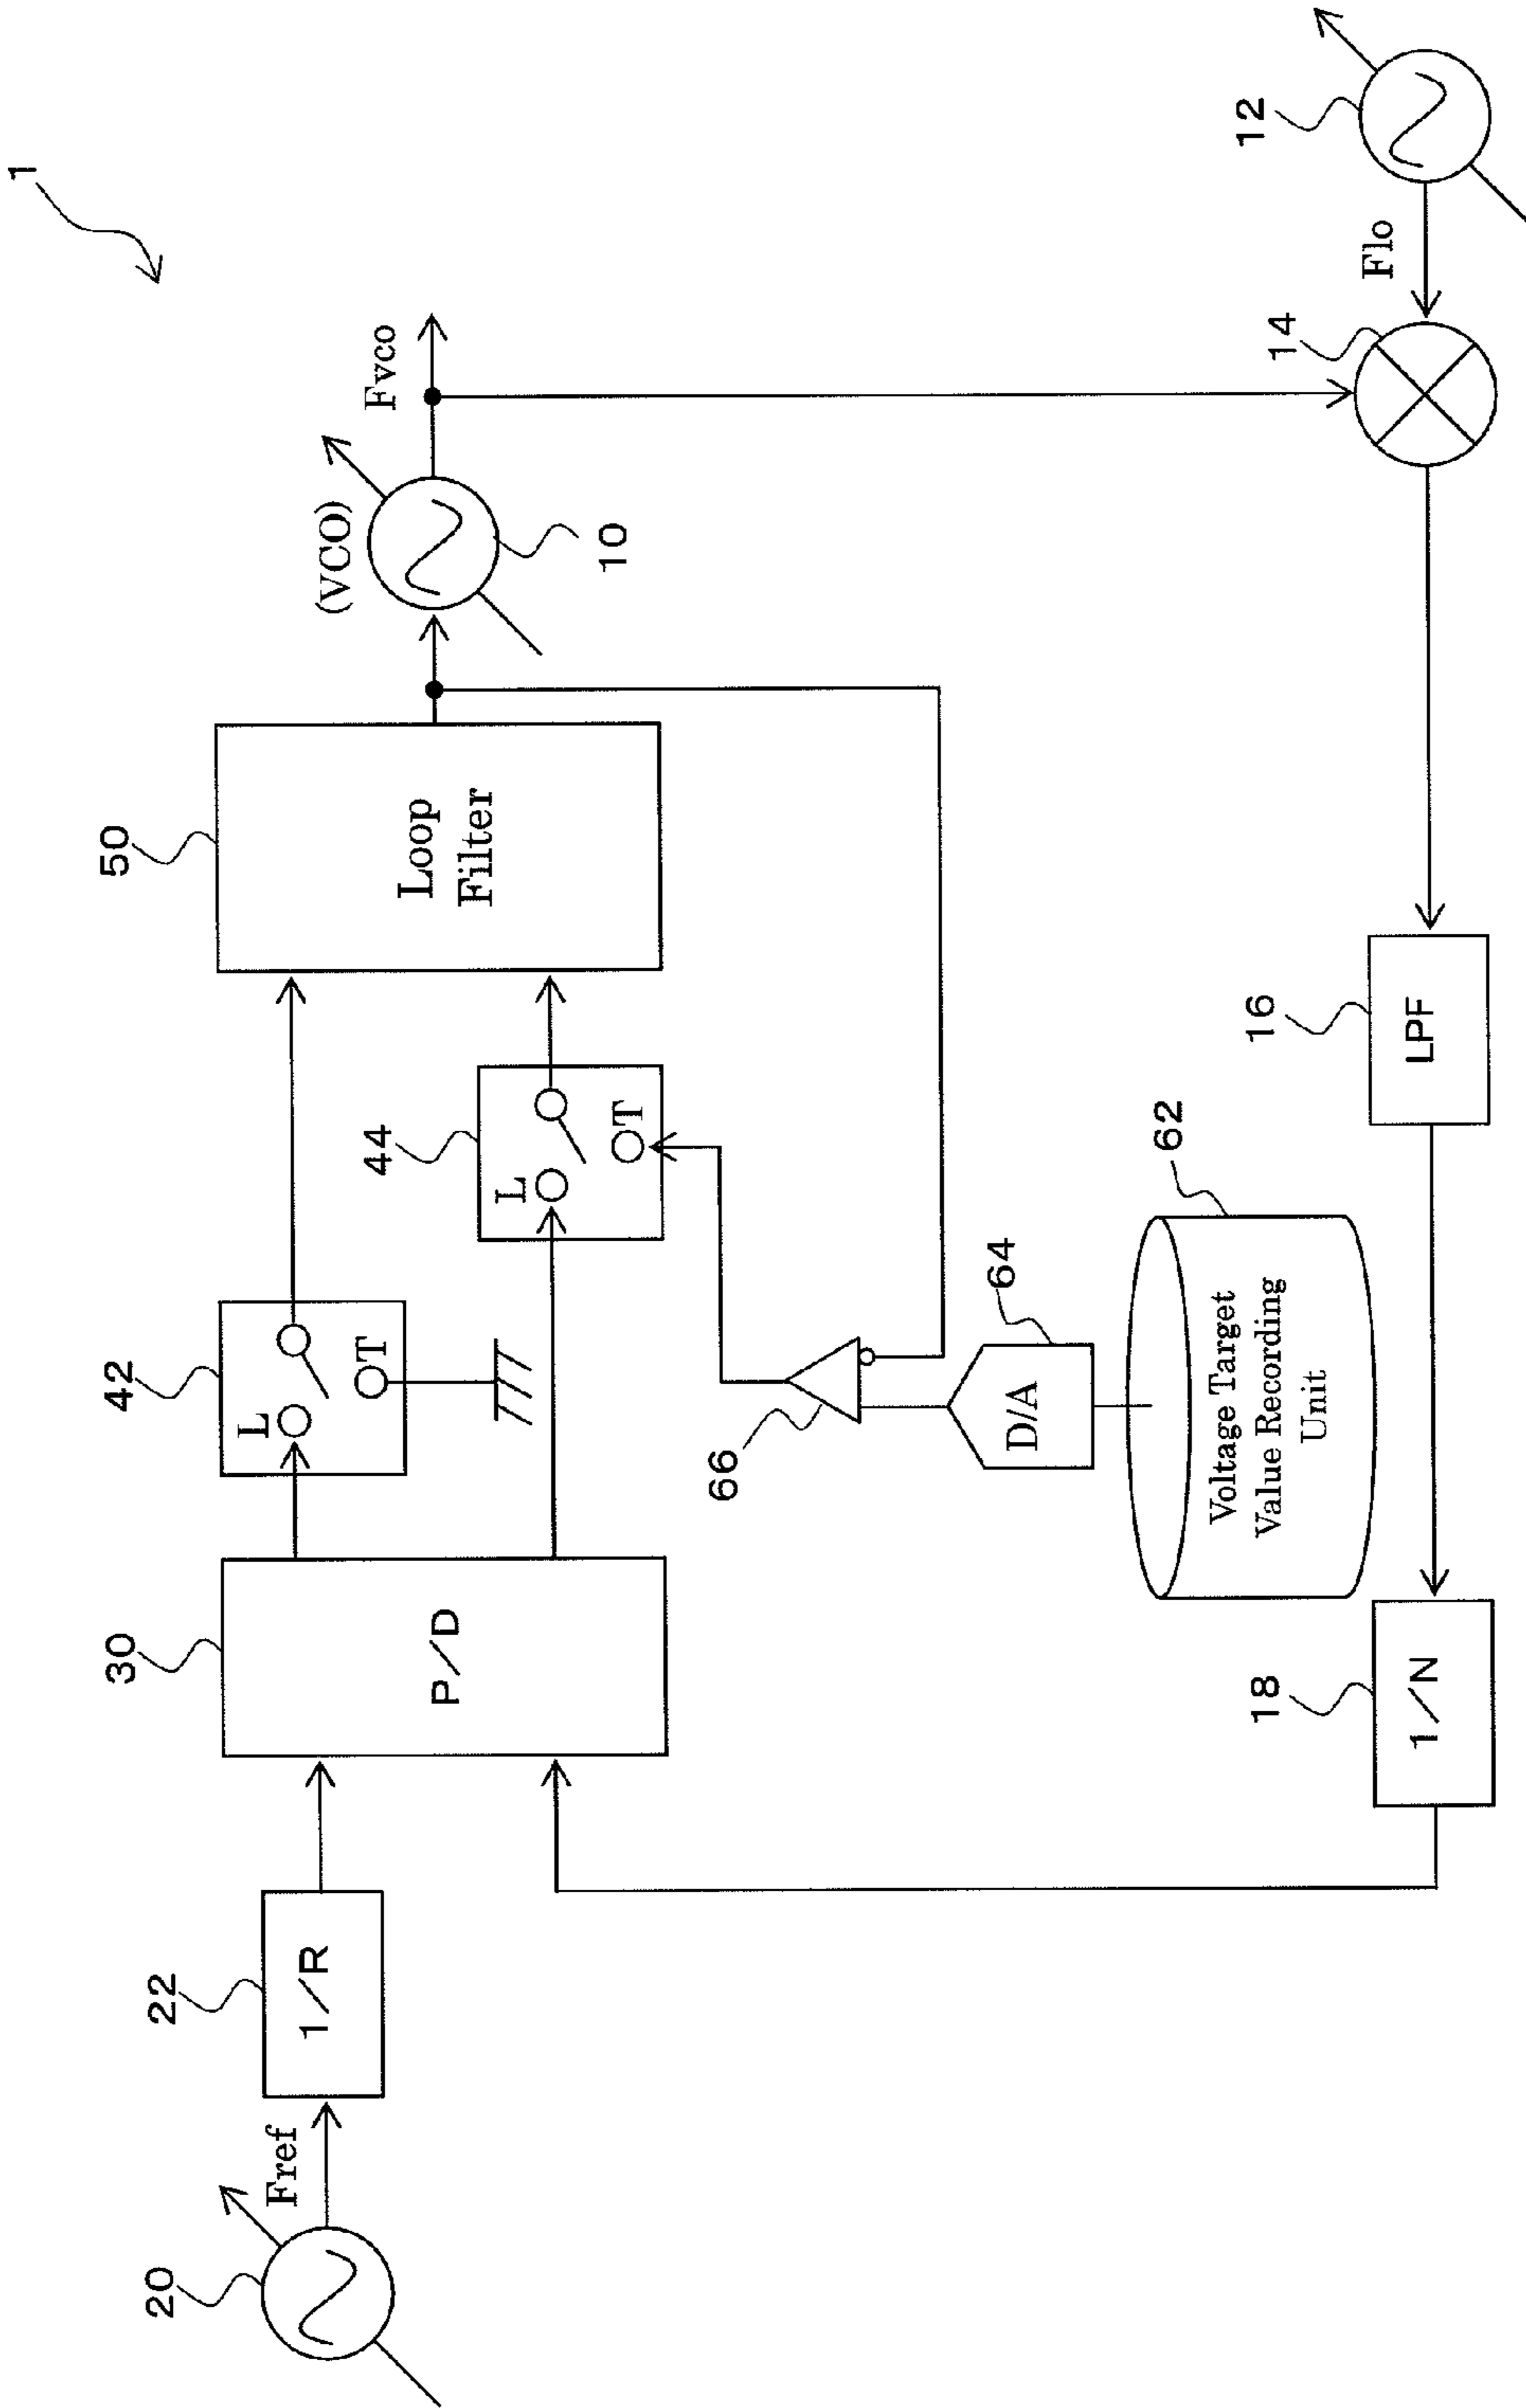 1
20
Fref
22
1/R
30
P/D
42
L
T
44
L
T
50
Loop
Filter
(VCO)
10
Fvco
66
64
D/A
62
Voltage Target
Value Recording
Unit
18
1/N
16
LPF
14
Flo
12